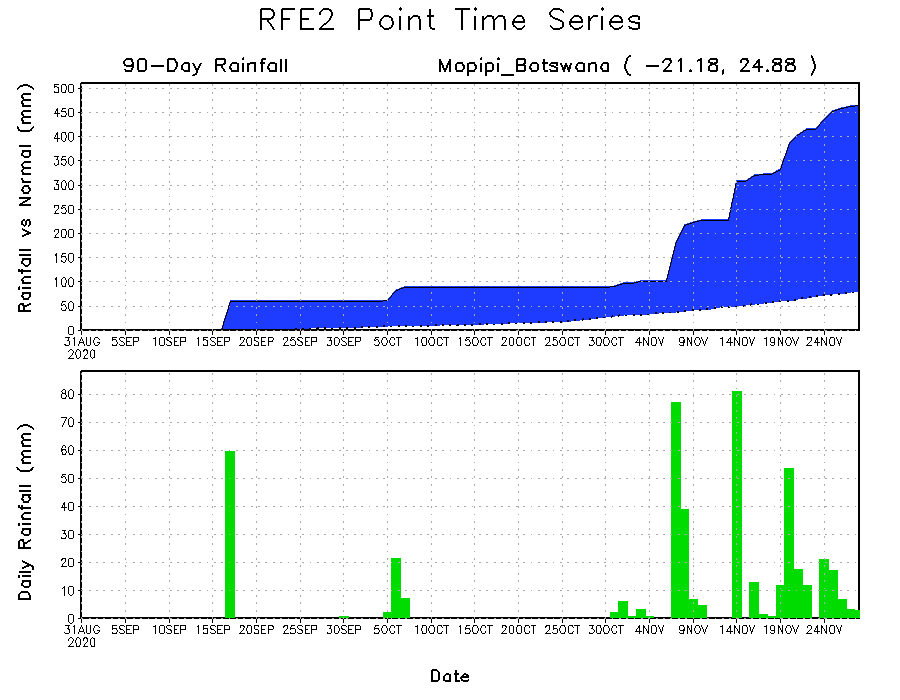 RFE2 Point Time Series
90-Day Rainfall
Mopipi_Botswana ( -21.18, 24.88 )
Rainfall vs Normal (mm)
500
450
400
350
300
250
200
150
100
50
0
31AUG 5SEP 10SEP 15SEP 20SEP 25SEP 30SEP 5OCT 10OCT 15OCT 20OCT 25OCT 30OCT 4NOV 9NOV 14NOV 19NOV 24NOV
2020
Daily Rainfall (mm)
80
70
60
50
40
30
20
10
0
31AUG 5SEP 10SEP 15SEP 20SEP 25SEP 30SEP 5OCT 10OCT 15OCT 20OCT 25OCT 30OCT 4NOV 9NOV 14NOV 19NOV 24NOV
2020
Date